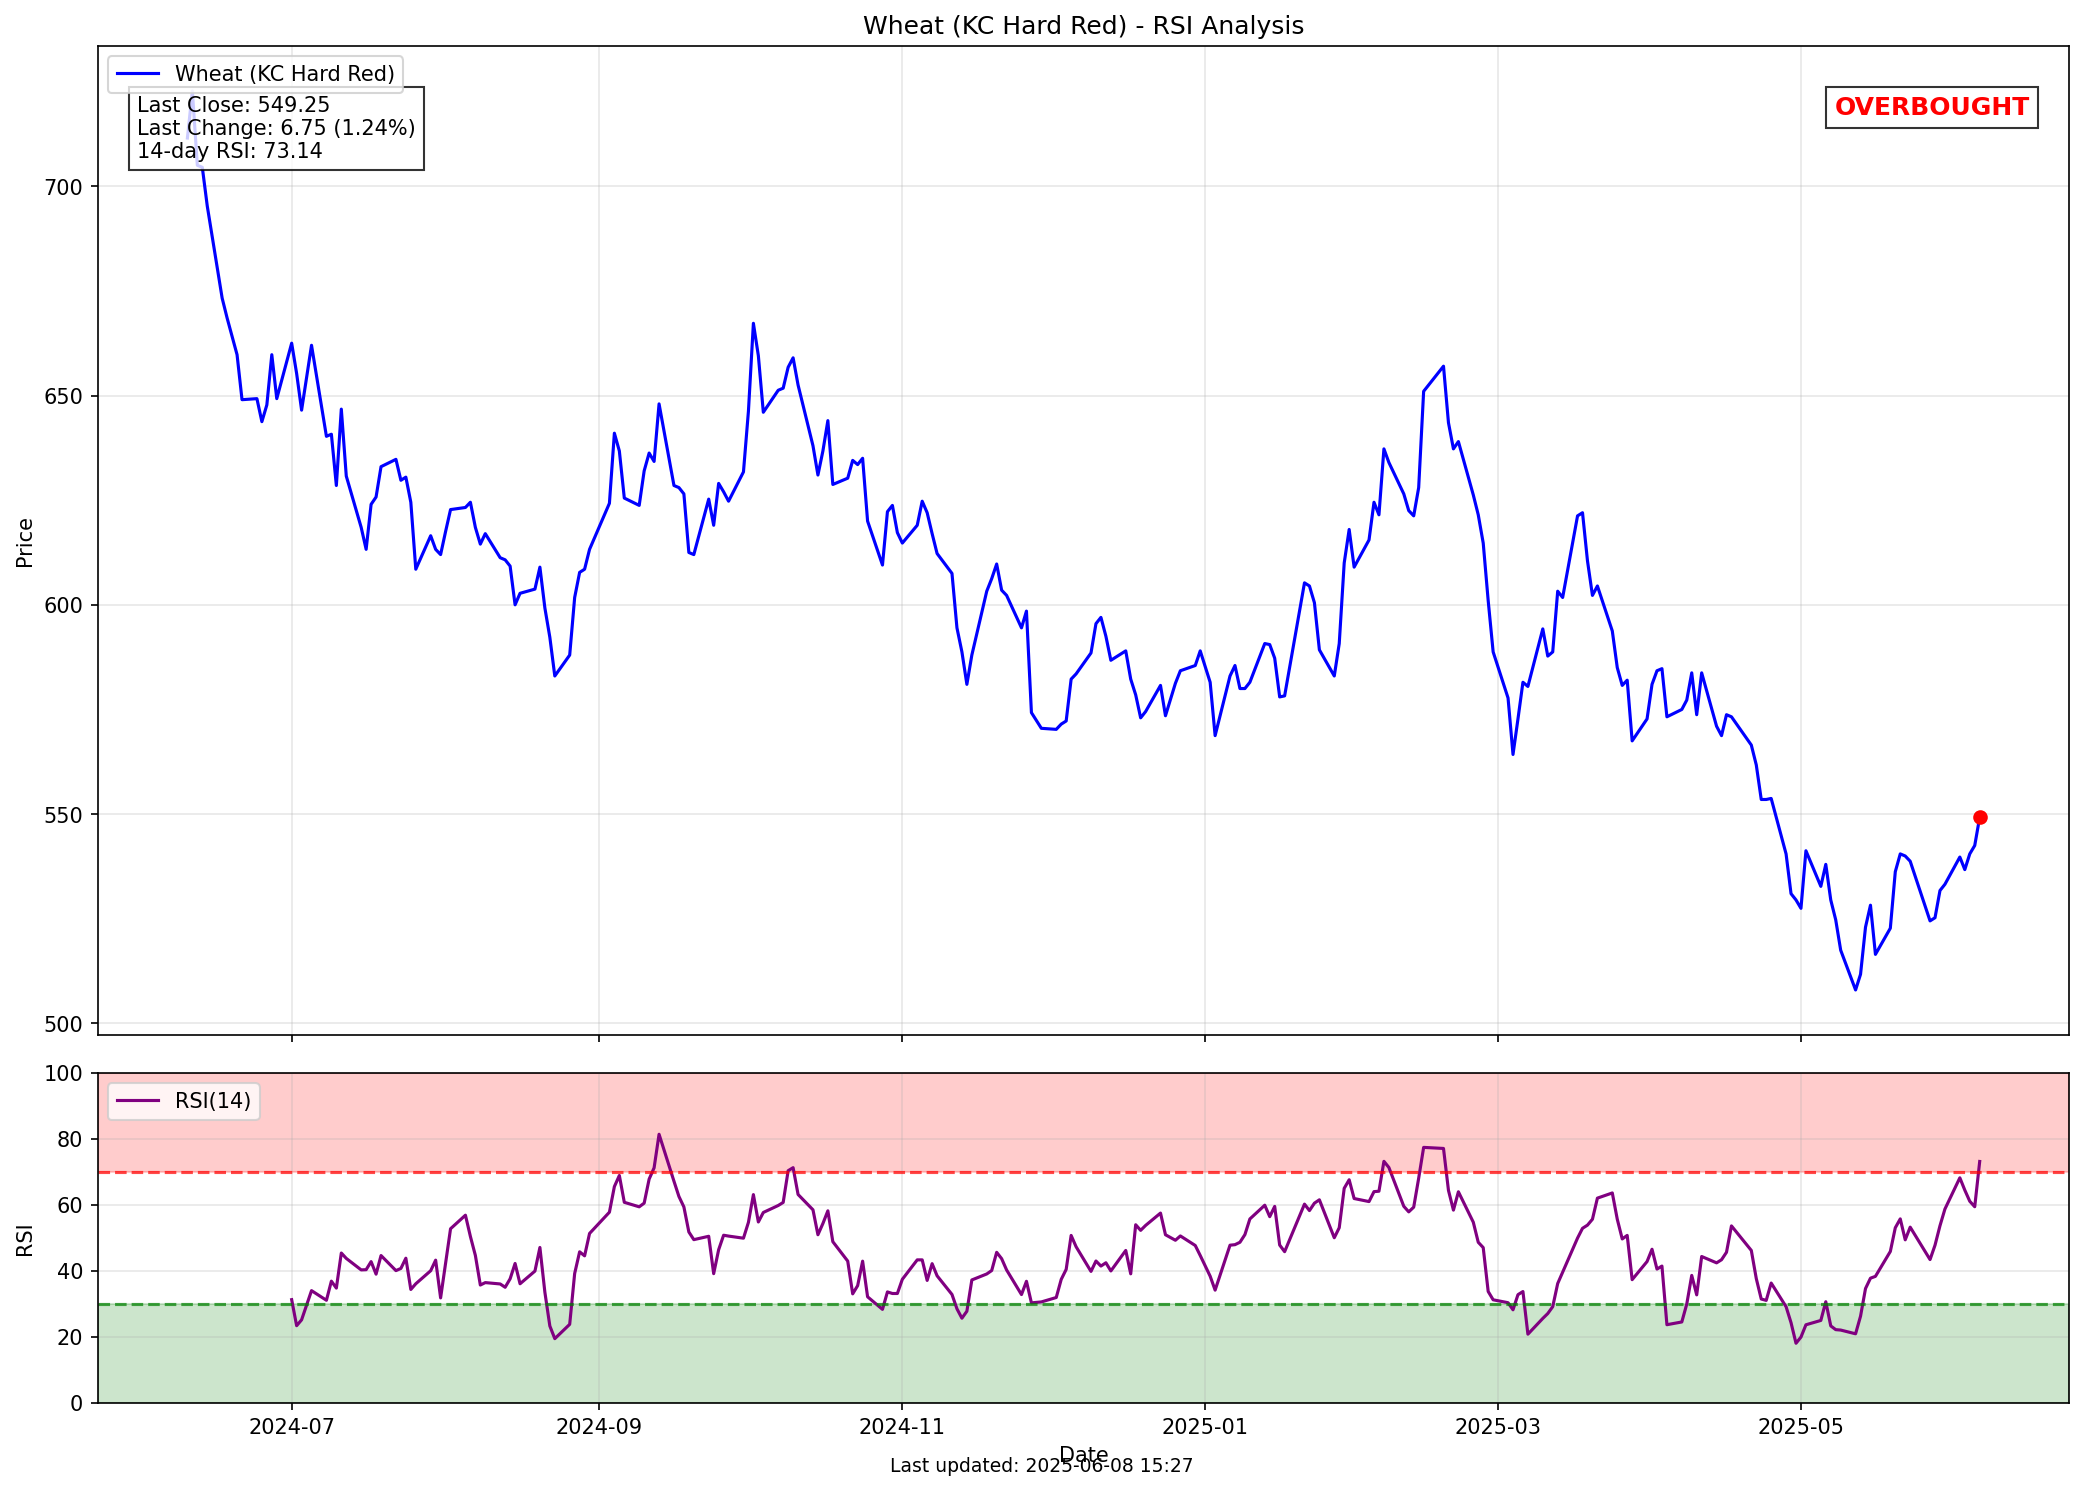 Wheat (KC Hard Red) - RSI Analysis
Wheat (KC Hard Red)
Last Close: 549.25
Last Change: 6.75 (1.24%)
14-day RSI: 73.14
OVERBOUGHT
Price
700
650
600
550
500
RSI(14)
RSI
100
80
60
40
20
0
2024-07
2024-09
2024-11
2025-01
2025-03
2025-05
Date
Last updated: 2025-06-08 15:27